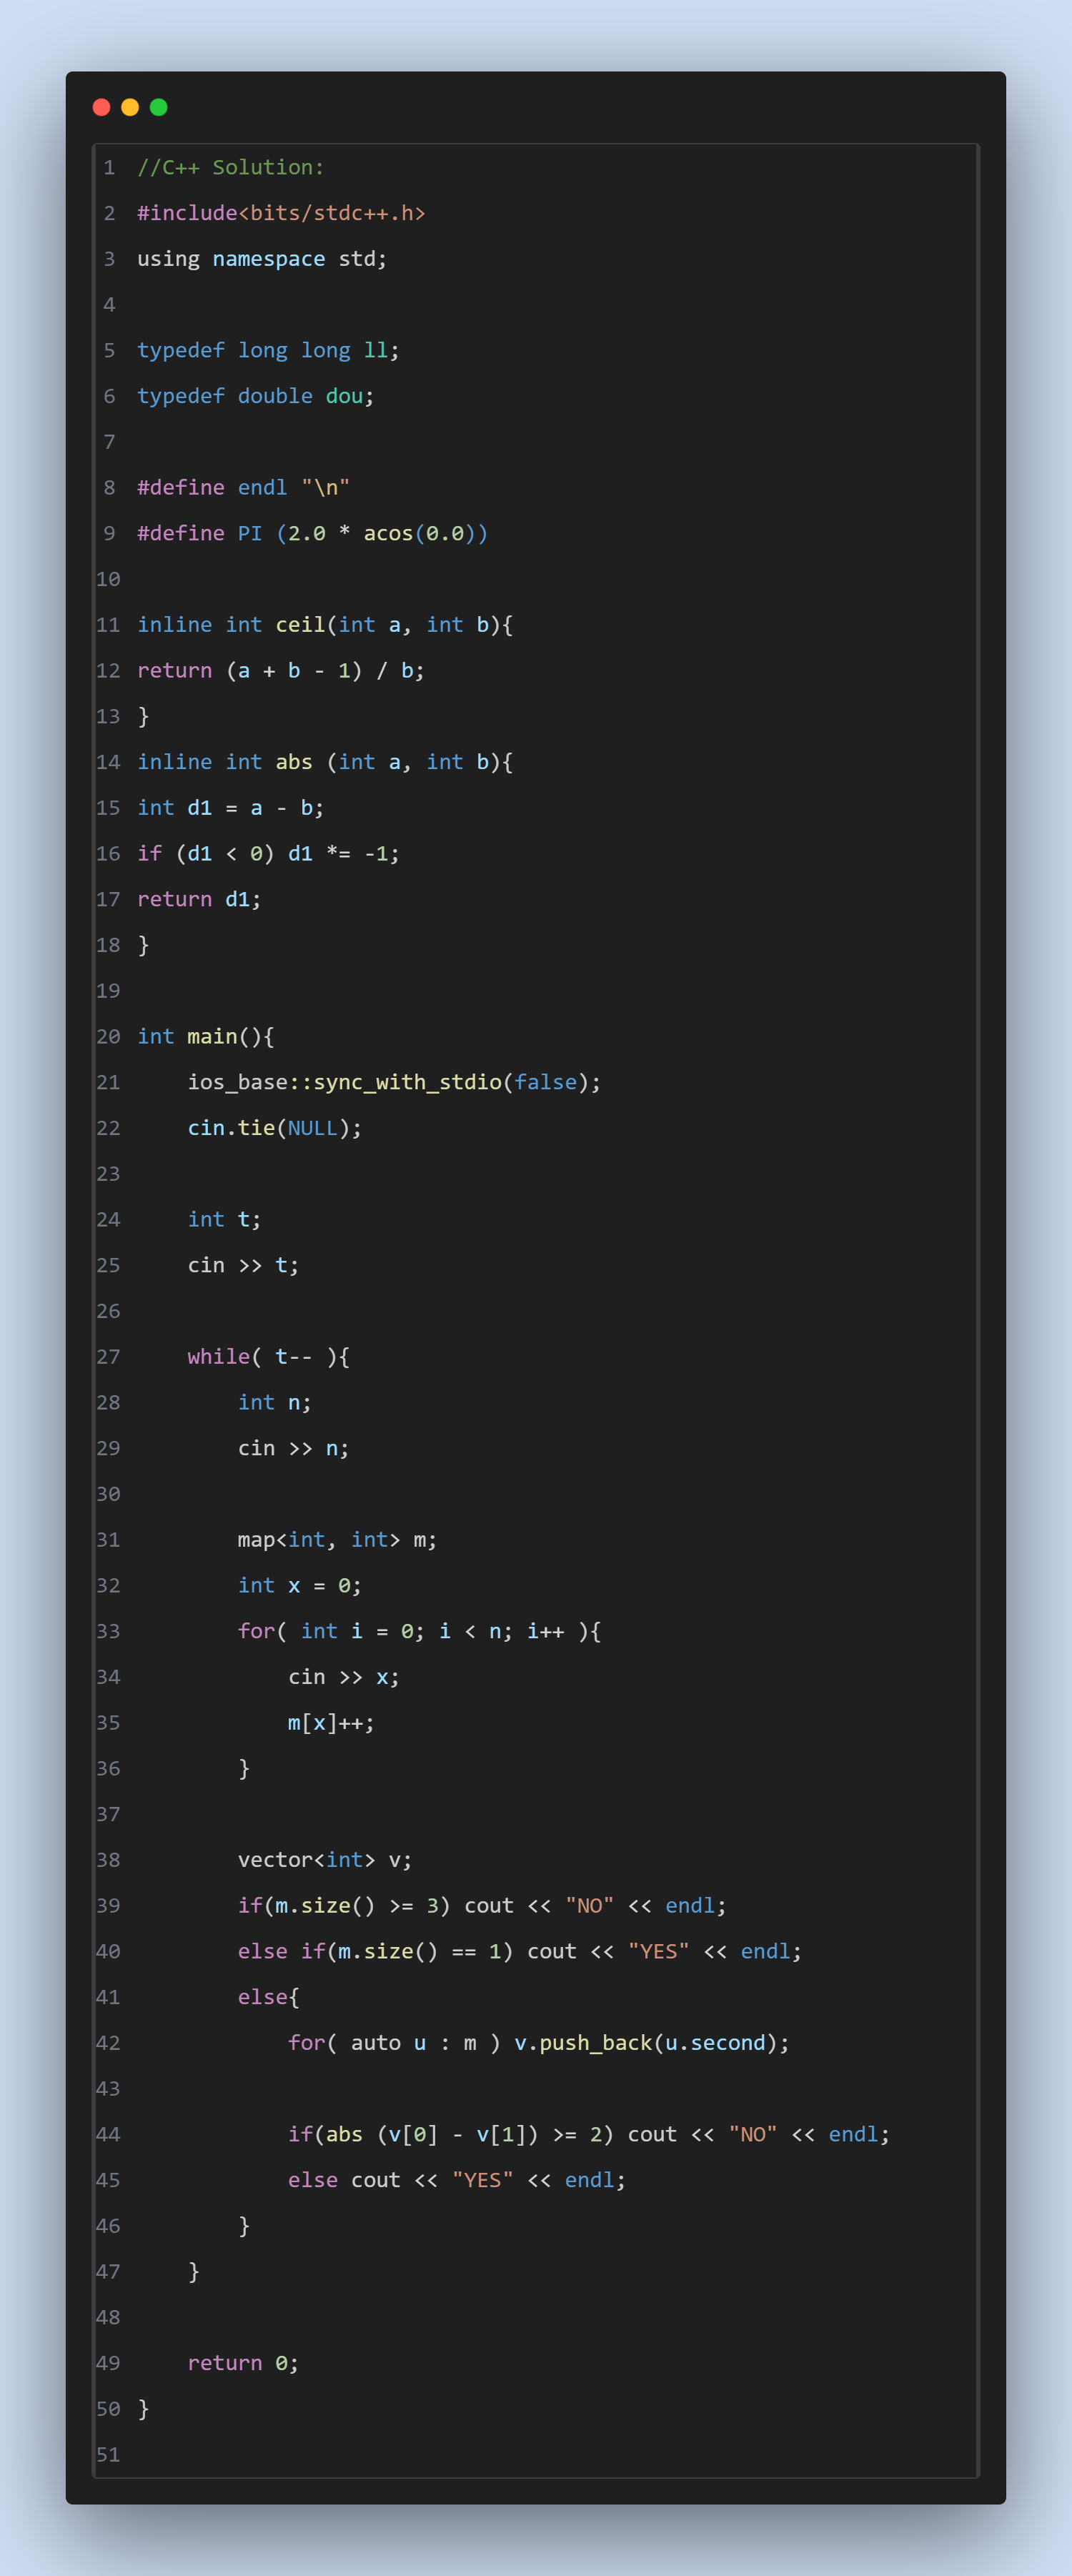 1 //C++ Solution:
2 #include<bits/stdc++.h>
3 using namespace std;
4
5 typedef long long ll;
6 typedef double dou;
7
8 #define endl "\n"
9 #define PI (2.0 * acos(0.0))
10
11 inline int ceil(int a, int b){
12 return (a + b - 1) / b;
13 }
14 inline int abs (int a, int b){
15 int d1 = a - b;
16 if (d1 < 0) d1 *= -1;
17 return d1;
18 }
19
20 int main(){
21     ios_base::sync_with_stdio(false);
22     cin.tie(NULL);
23
24     int t;
25     cin >> t;
26
27     while( t-- ){
28         int n;
29         cin >> n;
30
31         map<int, int> m;
32         int x = 0;
33         for( int i = 0; i < n; i++ ){
34             cin >> x;
35             m[x]++;
36         }
37
38         vector<int> v;
39         if(m.size() >= 3) cout << "NO" << endl;
40         else if(m.size() == 1) cout << "YES" << endl;
41         else{
42             for( auto u : m ) v.push_back(u.second);
43
44             if(abs (v[0] - v[1]) >= 2) cout << "NO" << endl;
45             else cout << "YES" << endl;
46         }
47     }
48
49     return 0;
50 }
51